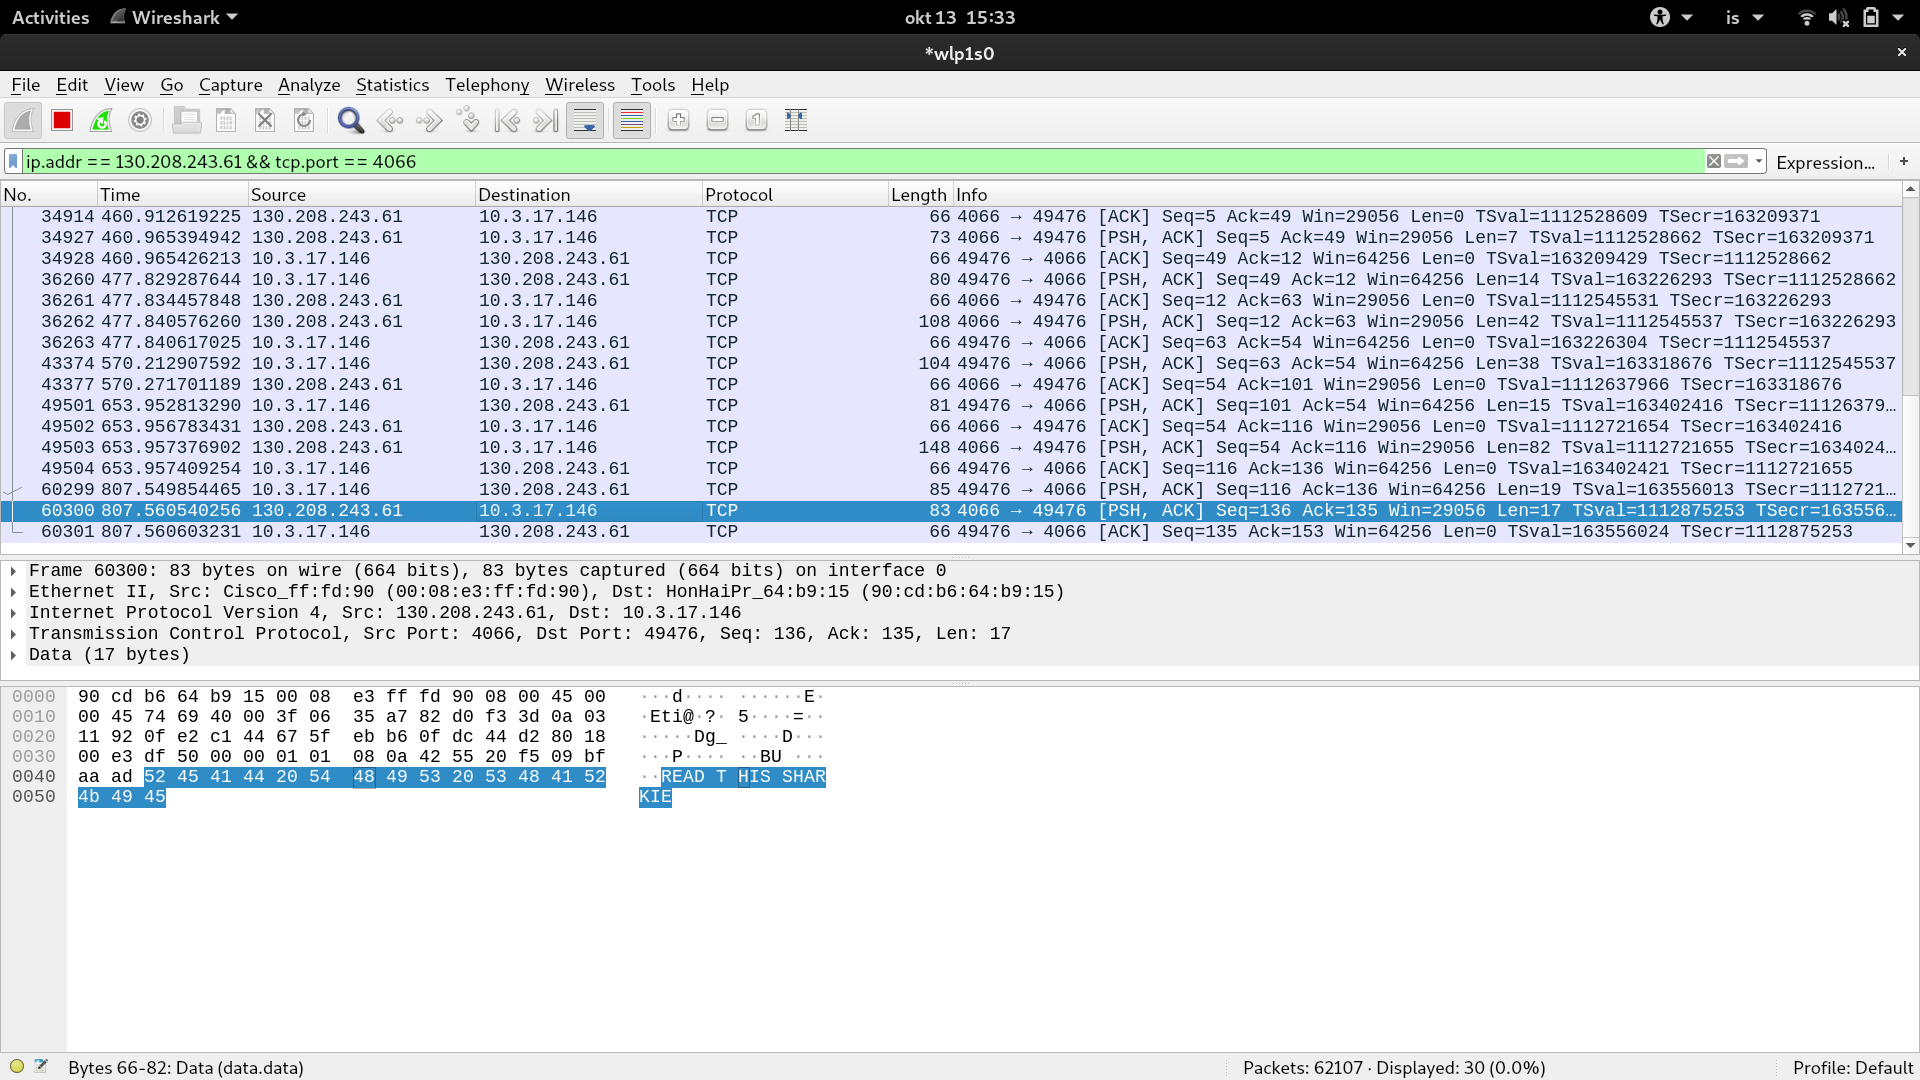 Activities Wireshark okt 13 15:33 is
*wlp1s0 ×
File Edit View Go Capture Analyze Statistics Telephony Wireless Tools Help
ip.addr == 130.208.243.61 && tcp.port == 4066 Expression… +
No. Time Source Destination Protocol Length Info
34914 460.912619225 130.208.243.61 10.3.17.146 TCP 66 4066 → 49476 [ACK] Seq=5 Ack=49 Win=29056 Len=0 TSval=1112528609 TSecr=163209371
34927 460.965394942 130.208.243.61 10.3.17.146 TCP 73 4066 → 49476 [PSH, ACK] Seq=5 Ack=49 Win=29056 Len=7 TSval=1112528662 TSecr=163209371
34928 460.965426213 10.3.17.146 130.208.243.61 TCP 66 49476 → 4066 [ACK] Seq=49 Ack=12 Win=64256 Len=0 TSval=163209429 TSecr=1112528662
36260 477.829287644 10.3.17.146 130.208.243.61 TCP 80 49476 → 4066 [PSH, ACK] Seq=49 Ack=12 Win=64256 Len=14 TSval=163226293 TSecr=1112528662
36261 477.834457848 130.208.243.61 10.3.17.146 TCP 66 4066 → 49476 [ACK] Seq=12 Ack=63 Win=29056 Len=0 TSval=1112545531 TSecr=163226293
36262 477.840576260 130.208.243.61 10.3.17.146 TCP 108 4066 → 49476 [PSH, ACK] Seq=12 Ack=63 Win=29056 Len=42 TSval=1112545537 TSecr=163226293
36263 477.840617025 10.3.17.146 130.208.243.61 TCP 66 49476 → 4066 [ACK] Seq=63 Ack=54 Win=64256 Len=0 TSval=163226304 TSecr=1112545537
43374 570.212907592 10.3.17.146 130.208.243.61 TCP 104 49476 → 4066 [PSH, ACK] Seq=63 Ack=54 Win=64256 Len=38 TSval=163318676 TSecr=1112545537
43377 570.271701189 130.208.243.61 10.3.17.146 TCP 66 4066 → 49476 [ACK] Seq=54 Ack=101 Win=29056 Len=0 TSval=1112637966 TSecr=163318676
49501 653.952813290 10.3.17.146 130.208.243.61 TCP 81 49476 → 4066 [PSH, ACK] Seq=101 Ack=54 Win=64256 Len=15 TSval=163402416 TSecr=11126379…
49502 653.956783431 130.208.243.61 10.3.17.146 TCP 66 4066 → 49476 [ACK] Seq=54 Ack=116 Win=29056 Len=0 TSval=1112721654 TSecr=163402416
49503 653.957376902 130.208.243.61 10.3.17.146 TCP 148 4066 → 49476 [PSH, ACK] Seq=54 Ack=116 Win=29056 Len=82 TSval=1112721655 TSecr=1634024…
49504 653.957409254 10.3.17.146 130.208.243.61 TCP 66 49476 → 4066 [ACK] Seq=116 Ack=136 Win=64256 Len=0 TSval=163402421 TSecr=1112721655
60299 807.549854465 10.3.17.146 130.208.243.61 TCP 85 49476 → 4066 [PSH, ACK] Seq=116 Ack=136 Win=64256 Len=19 TSval=163556013 TSecr=1112721…
60300 807.560540256 130.208.243.61 10.3.17.146 TCP 83 4066 → 49476 [PSH, ACK] Seq=136 Ack=135 Win=29056 Len=17 TSval=1112875253 TSecr=163556…
60301 807.560603231 10.3.17.146 130.208.243.61 TCP 66 49476 → 4066 [ACK] Seq=135 Ack=153 Win=64256 Len=0 TSval=163556024 TSecr=1112875253
Frame 60300: 83 bytes on wire (664 bits), 83 bytes captured (664 bits) on interface 0
Ethernet II, Src: Cisco_ff:fd:90 (00:08:e3:ff:fd:90), Dst: HonHaiPr_64:b9:15 (90:cd:b6:64:b9:15)
Internet Protocol Version 4, Src: 130.208.243.61, Dst: 10.3.17.146
Transmission Control Protocol, Src Port: 4066, Dst Port: 49476, Seq: 136, Ack: 135, Len: 17
Data (17 bytes)
0000 90 cd b6 64 b9 15 00 08 e3 ff fd 90 08 00 45 00 ···d···· ······E·
0010 00 45 74 69 40 00 3f 06 35 a7 82 d0 f3 3d 0a 03 ·Eti@·?· 5····=··
0020 11 92 0f e2 c1 44 67 5f eb b6 0f dc 44 d2 80 18 ·····Dg_ ····D···
0030 00 e3 df 50 00 00 01 01 08 0a 42 55 20 f5 09 bf ···P···· ··BU ···
0040 aa ad 52 45 41 44 20 54 48 49 53 20 53 48 41 52 ··READ T HIS SHAR
0050 4b 49 45 KIE
Bytes 66-82: Data (data.data) Packets: 62107 · Displayed: 30 (0.0%) Profile: Default